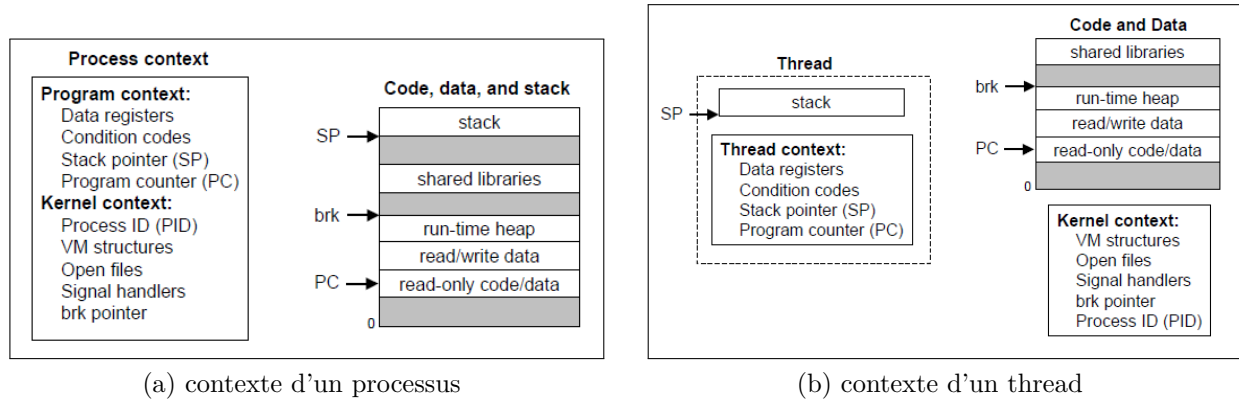 Process context
Program context:
Data registers
Condition codes
Stack pointer (SP)
Program counter (PC)
Kernel context:
Process ID (PID)
VM structures
Open files
Signal handlers
brk pointer
Code, data, and stack
stack
SP
shared libraries
brk
run-time heap
read/write data
PC
read-only code/data
0
(a) contexte d'un processus
Thread
stack
SP
Thread context:
Data registers
Condition codes
Stack pointer (SP)
Program counter (PC)
Code and Data
shared libraries
brk
run-time heap
read/write data
PC
read-only code/data
0
Kernel context:
VM structures
Open files
Signal handlers
brk pointer
Process ID (PID)
(b) contexte d'un thread